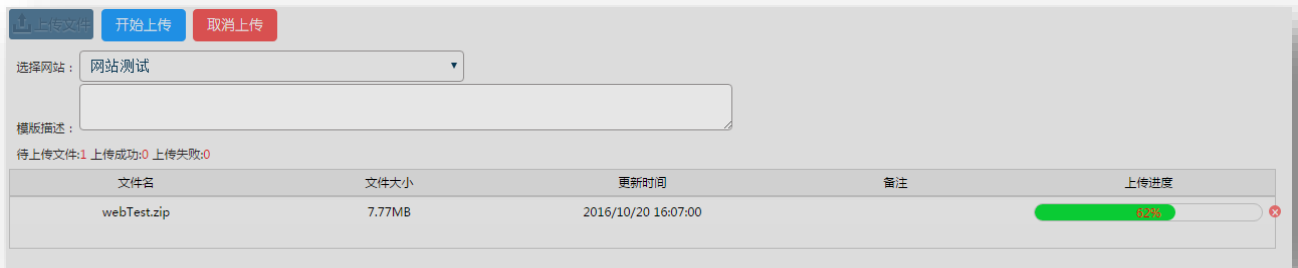 上传文件 开始上传 取消上传
选择网站： 网站测试
模版描述：
待上传文件:1 上传成功:0 上传失败:0
文件名 文件大小 更新时间 备注 上传进度
webTest.zip 7.77MB 2016/10/20 16:07:00 62%